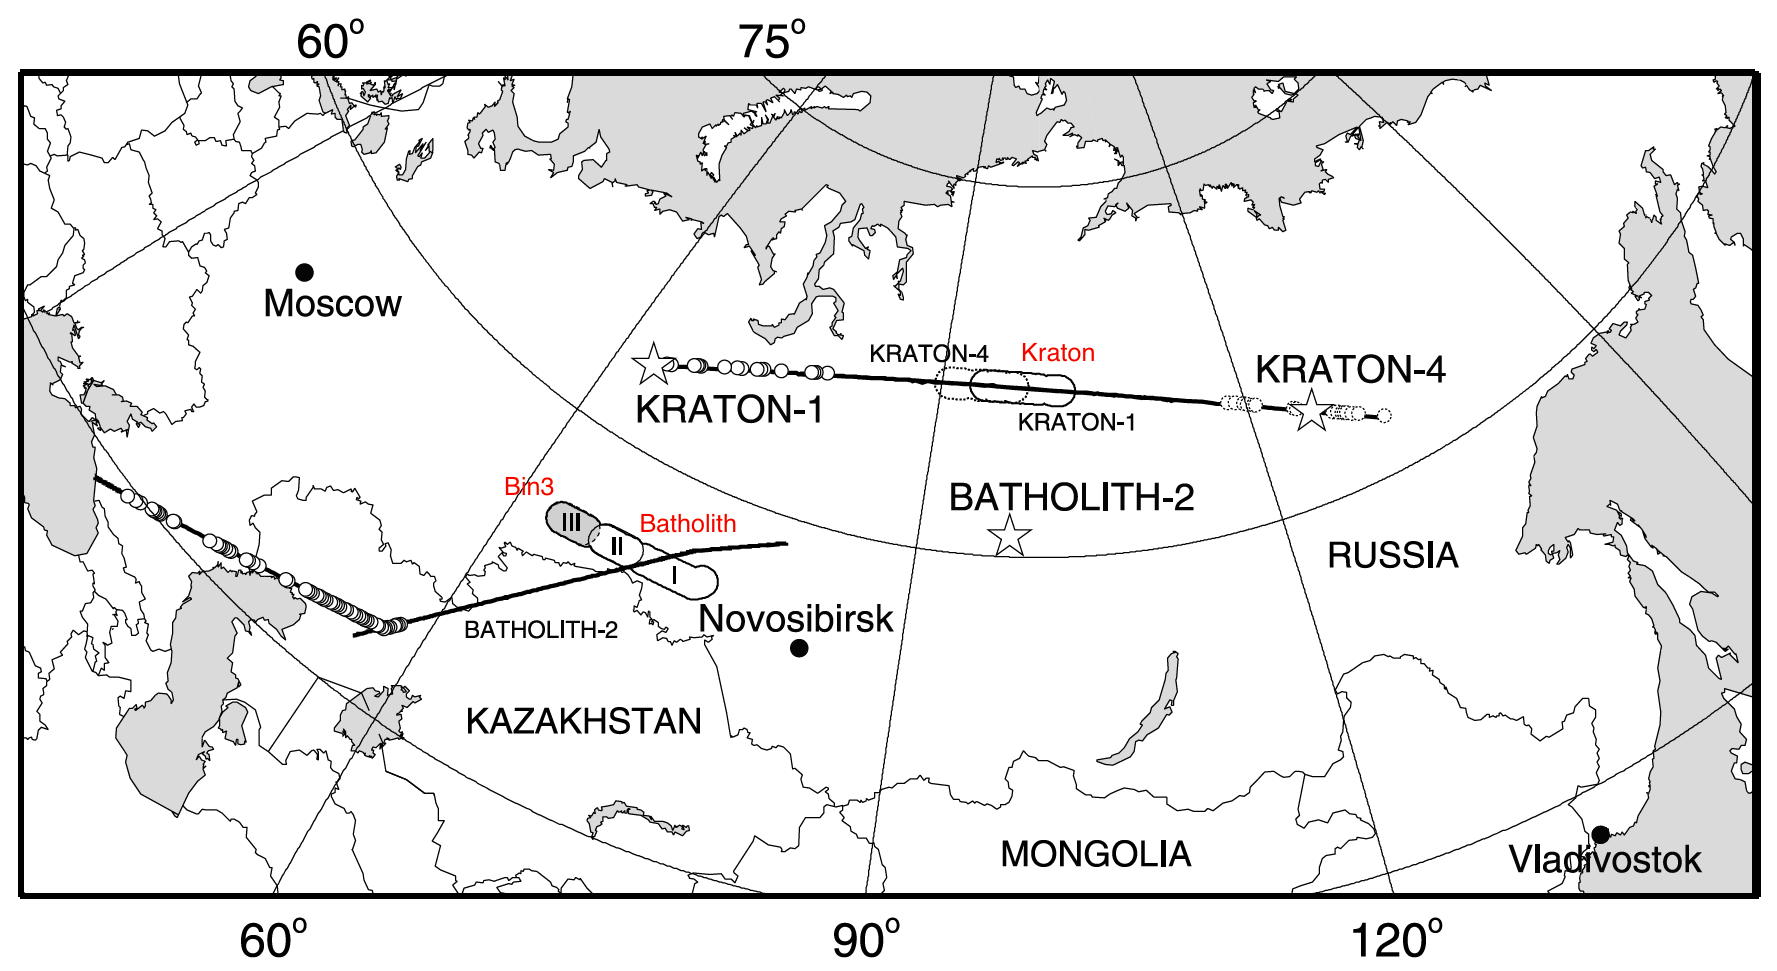 60°
75°
Moscow
KRATON-4
Kraton
KRATON-4
KRATON-1
KRATON-1
Bin3
BATHOLITH-2
III
Batholith
II
I
RUSSIA
Novosibirsk
BATHOLITH-2
KAZAKHSTAN
MONGOLIA
Vladivostok
60°
90°
120°